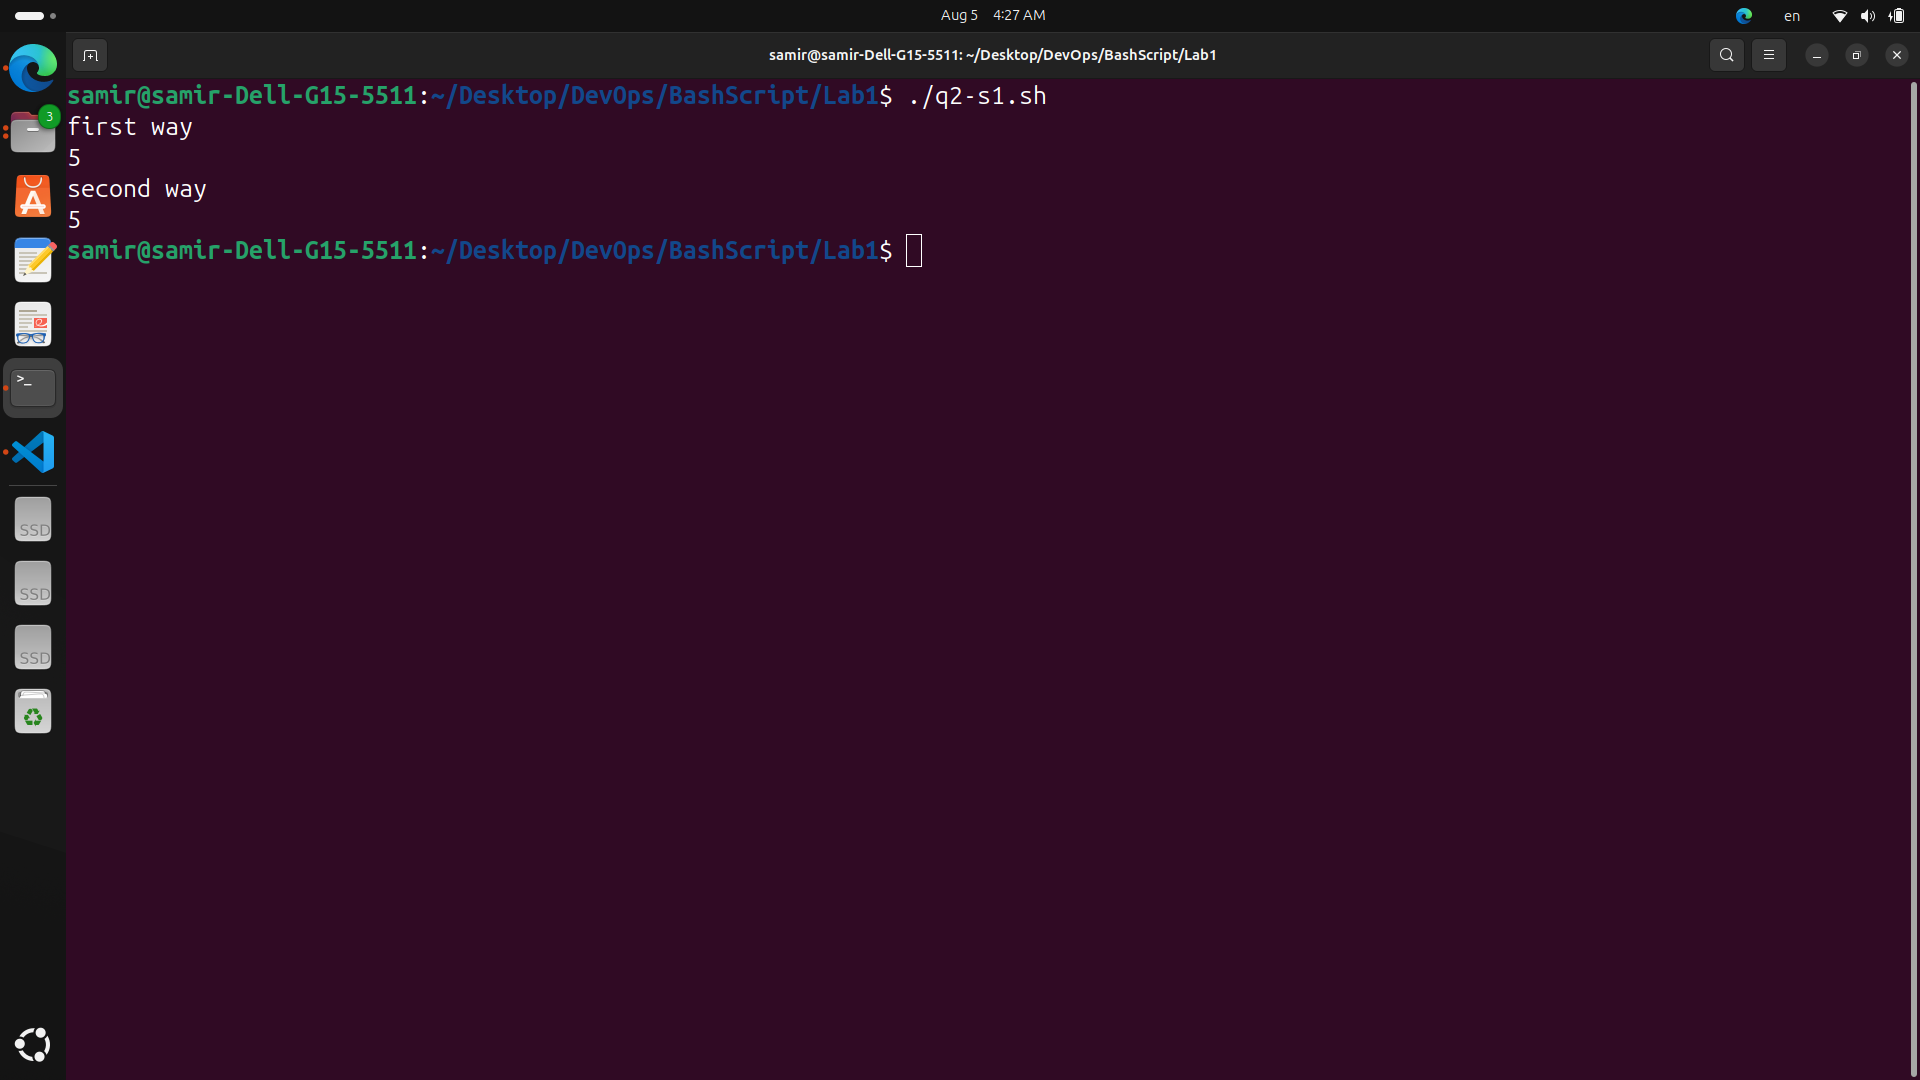 Aug 5 4:27 AM
en
samir@samir-Dell-G15-5511: ~/Desktop/DevOps/BashScript/Lab1
samir@samir-Dell-G15-5511:~/Desktop/DevOps/BashScript/Lab1$ ./q2-s1.sh
first way
5
second way
5
samir@samir-Dell-G15-5511:~/Desktop/DevOps/BashScript/Lab1$
3
A
>_
SSD
SSD
SSD